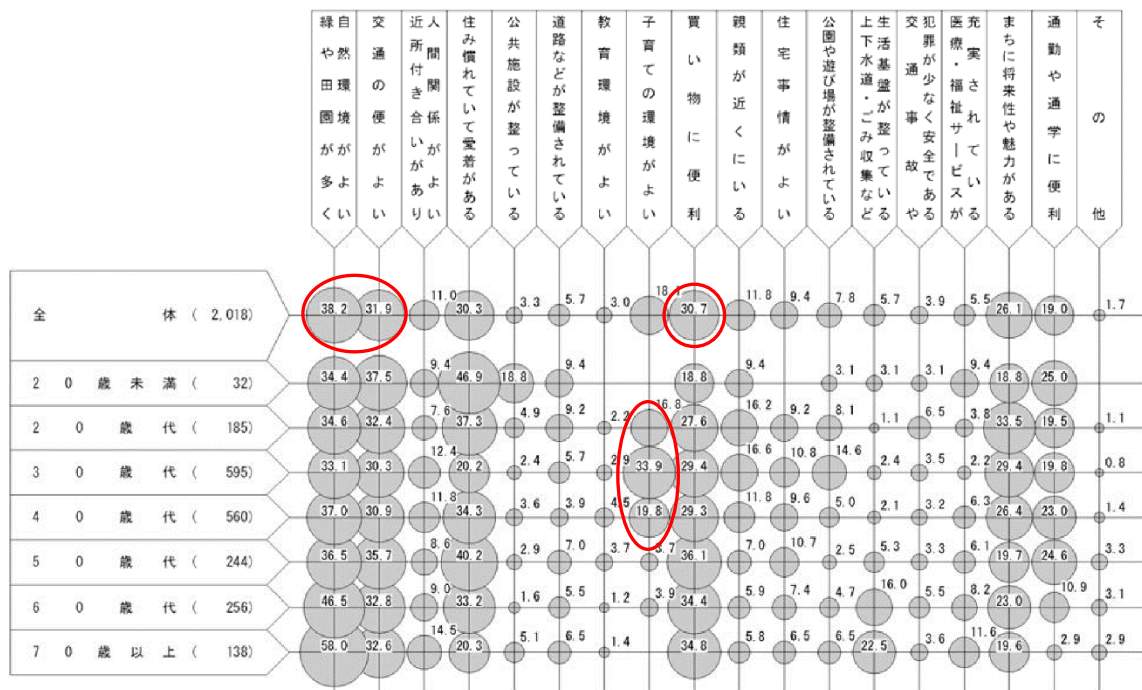 緑や田園が多く
自然環境がよい
交通の便がよい
近所付き合いがあり
人間関係がよい
住み慣れていて愛着がある
公共施設が整っている
道路などが整備されている
教育環境がよい
子育ての環境がよい
買い物に便利
親類が近くにいる
住宅事情がよい
公園や遊び場が整備されている
上下水道・ごみ収集など
生活基盤が整っている
交通事故や
犯罪が少なく安全である
医療・福祉サービスが
充実されている
まちに将来性や魅力がある
通勤や通学に便利
その他
全体 (2,018) 38.2 31.9 11.0 30.3 3.3 5.7 3.0 30.7 11.8 9.4 7.8 5.7 3.9 5.5 26.1 19.0 1.7
20歳未満 (32) 34.4 37.5 9.4 46.9 18.8 9.4 18.8 9.4 3.1 3.1 3.1 9.4 18.8 25.0
20歳代 (185) 34.6 32.4 7.6 37.3 4.9 9.2 2.2 16.8 27.6 16.2 9.2 8.1 1.1 6.5 3.8 33.5 19.5 1.1
30歳代 (595) 33.1 30.3 12.4 20.2 2.4 5.7 2.9 33.9 29.4 16.6 10.8 14.6 2.4 3.5 2.2 29.4 19.8 0.8
40歳代 (560) 37.0 30.9 11.8 34.3 3.6 3.9 4.5 19.8 29.3 11.8 9.6 5.0 2.1 3.2 6.3 26.4 23.0 1.4
50歳代 (244) 36.5 35.7 8.6 40.2 2.9 7.0 3.7 3.7 36.1 7.0 10.7 2.5 5.3 3.3 6.1 19.7 24.6 3.3
60歳代 (256) 46.5 32.8 9.0 33.2 1.6 5.5 1.2 3.9 34.4 5.9 7.4 4.7 16.0 5.5 8.2 23.0 10.9 3.1
70歳以上 (138) 58.0 32.6 14.5 20.3 5.1 6.5 1.4 34.8 5.8 6.5 6.5 22.5 3.6 11.6 19.6 2.9 2.9